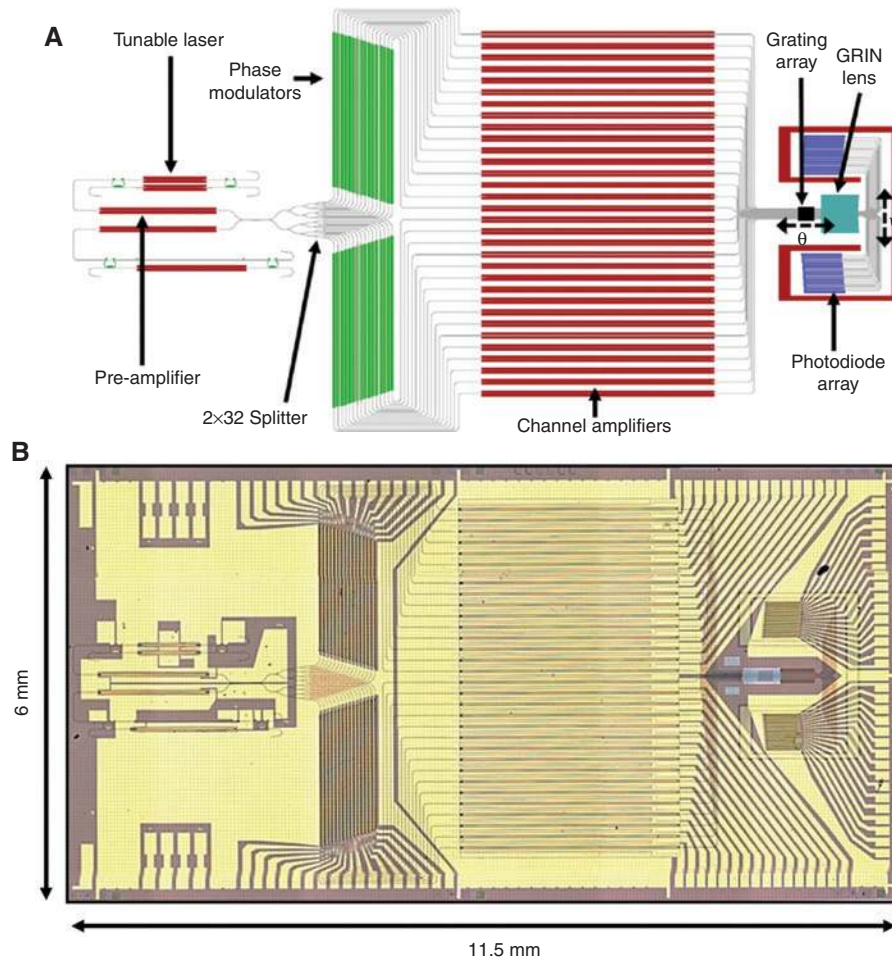 A
Tunable laser
Phase
modulators
Grating
array
GRIN
lens
θ
Pre-amplifier
2×32 Splitter
Channel amplifiers
Photodiode
array
B
6 mm
11.5 mm